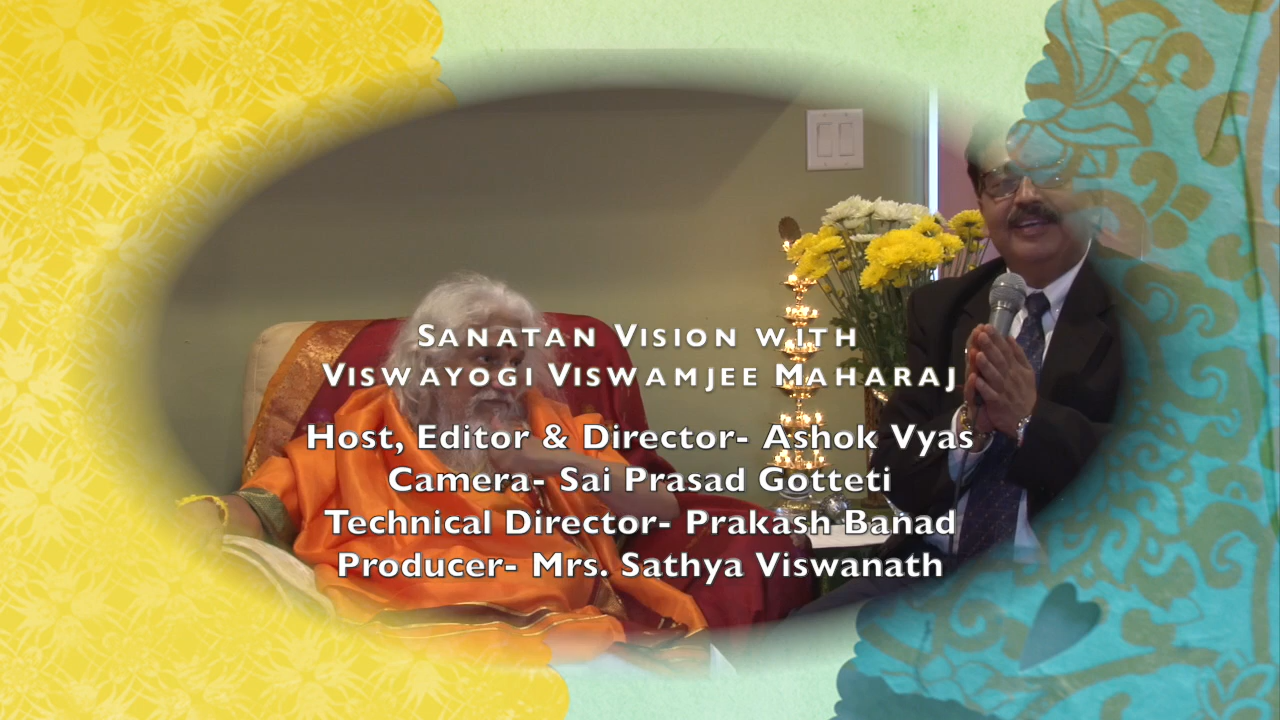 SANATAN VISION WITH
VISWAYOGI VISWAMJEE MAHARAJ
Host, Editor & Director- Ashok Vyas
Camera- Sai Prasad Gotteti
Technical Director- Prakash Banad
Producer- Mrs. Sathya Viswanath